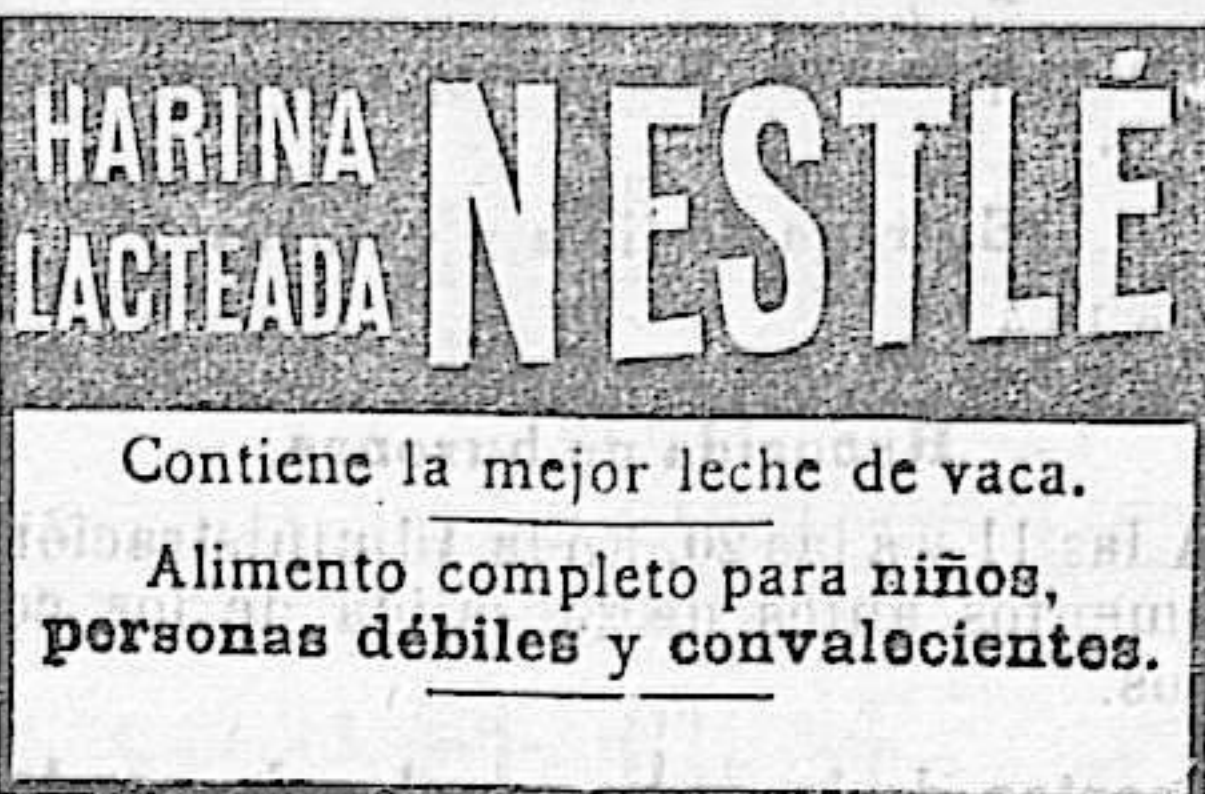 HARINA
LACTEADA
NESTLÉ
Contiene la mejor leche de vaca.
Alimento completo para niños,
personas débiles y convalecientes.